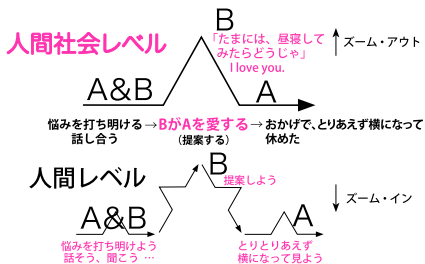 B
人間社会レベル
「たまには、昼寝して
みたらどうじゃ」
I love you.
ズーム・アウト
A&B
A
悩みを打ち明ける → BがAを愛する → おかげで、とりあえず横になって
話し合う
(提案する)
休めた
人間レベル
B
提案しよう
ズーム・イン
A&B
A
悩みを打ち明けよう
話そう、聞こう …
とりとりあえず
横になって見よう